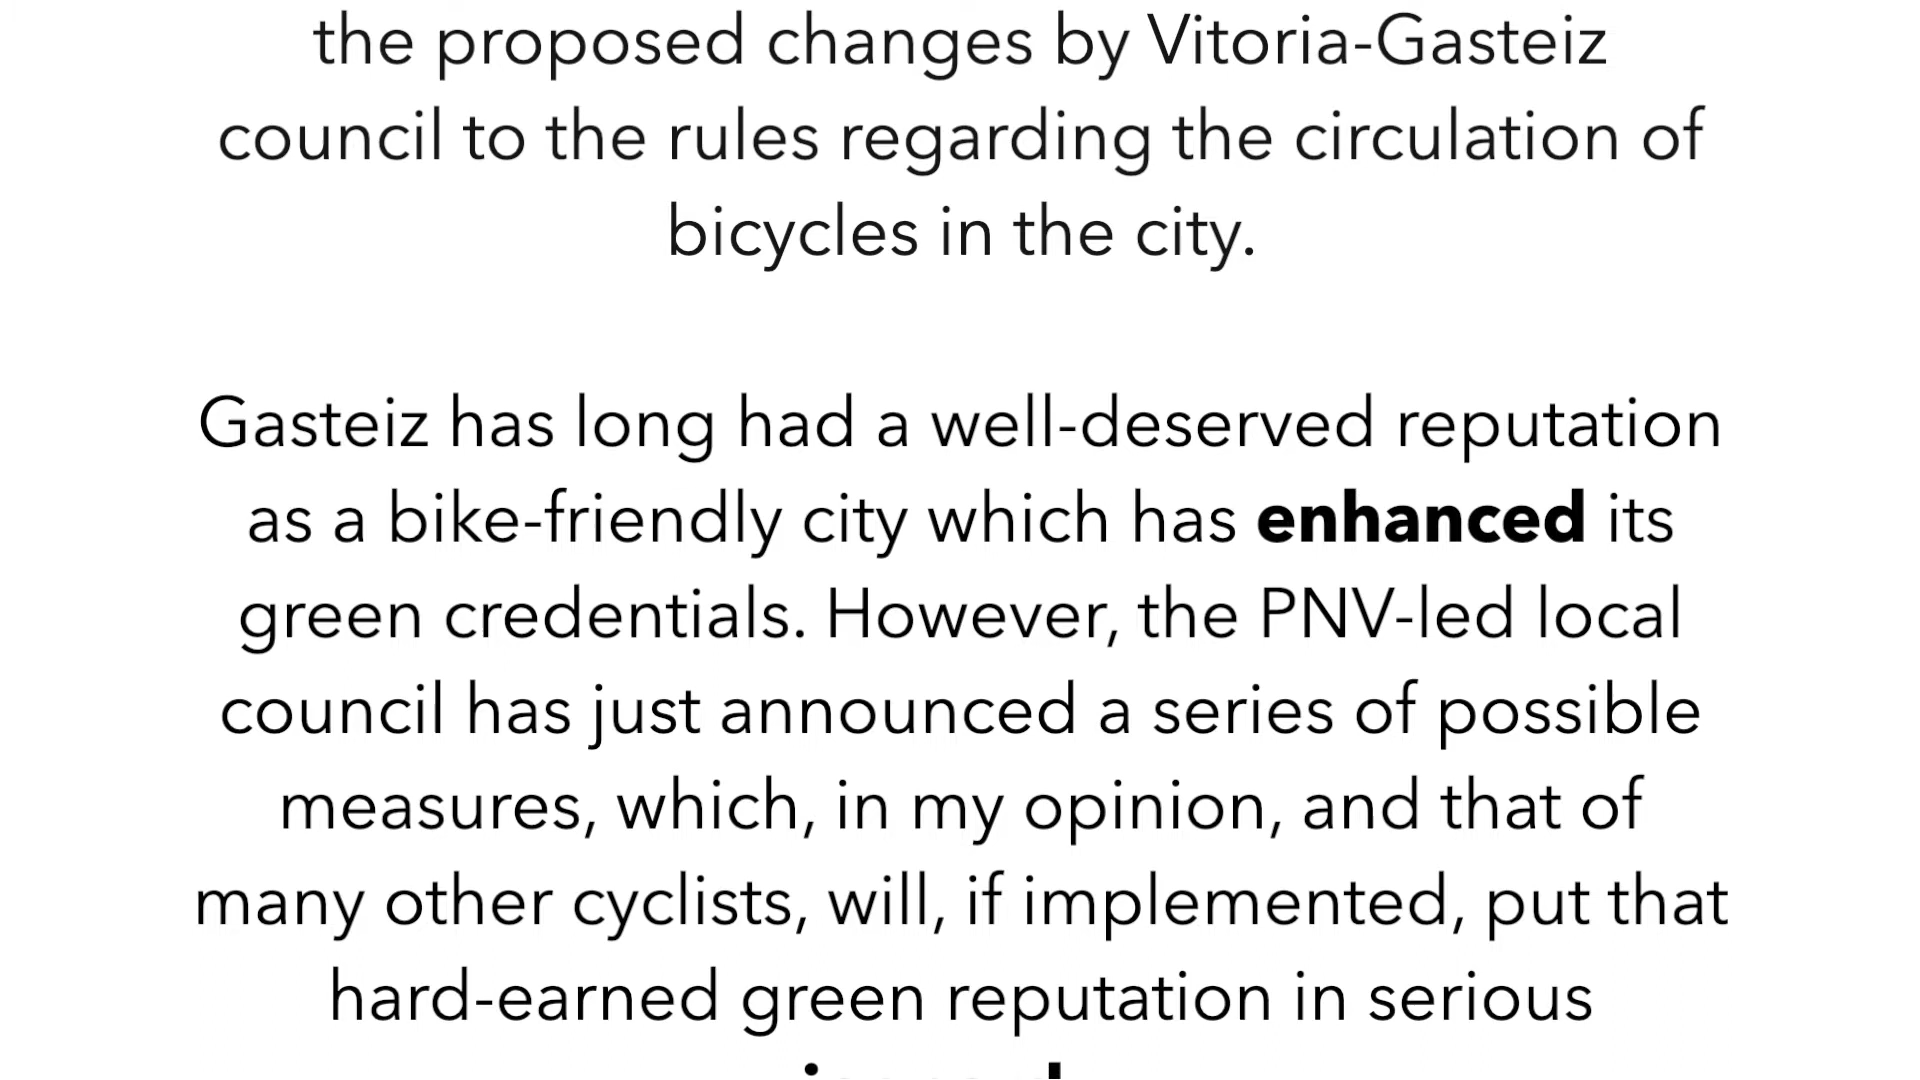 the proposed changes by Vitoria-Gasteiz
council to the rules regarding the circulation of
bicycles in the city.
Gasteiz has long had a well-deserved reputation
as a bike-friendly city which has enhanced its
green credentials. However, the PNV-led local
council has just announced a series of possible
measures, which, in my opinion, and that of
many other cyclists, will, if implemented, put that
hard-earned green reputation in serious